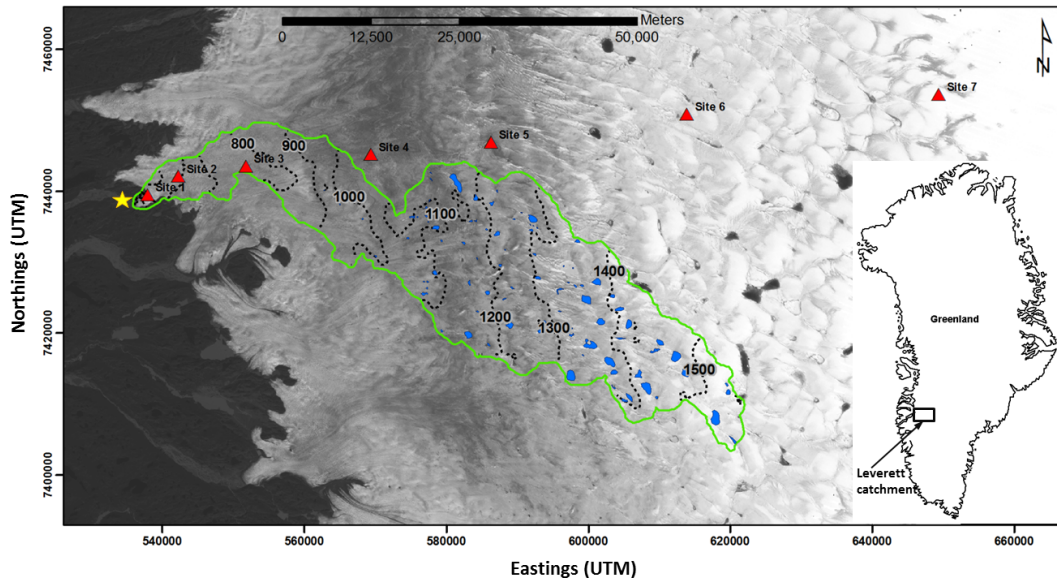 Meters
0 12,500 25,000 50,000
N
7460000
7440000
7420000
7400000
Northings (UTM)
Site 1
Site 2
Site 3
Site 4
Site 5
Site 6
Site 7
800
900
1000
1100
1200
1300
1400
1500
Greenland
Leverett
catchment
540000 560000 580000 600000 620000 640000 660000
Eastings (UTM)